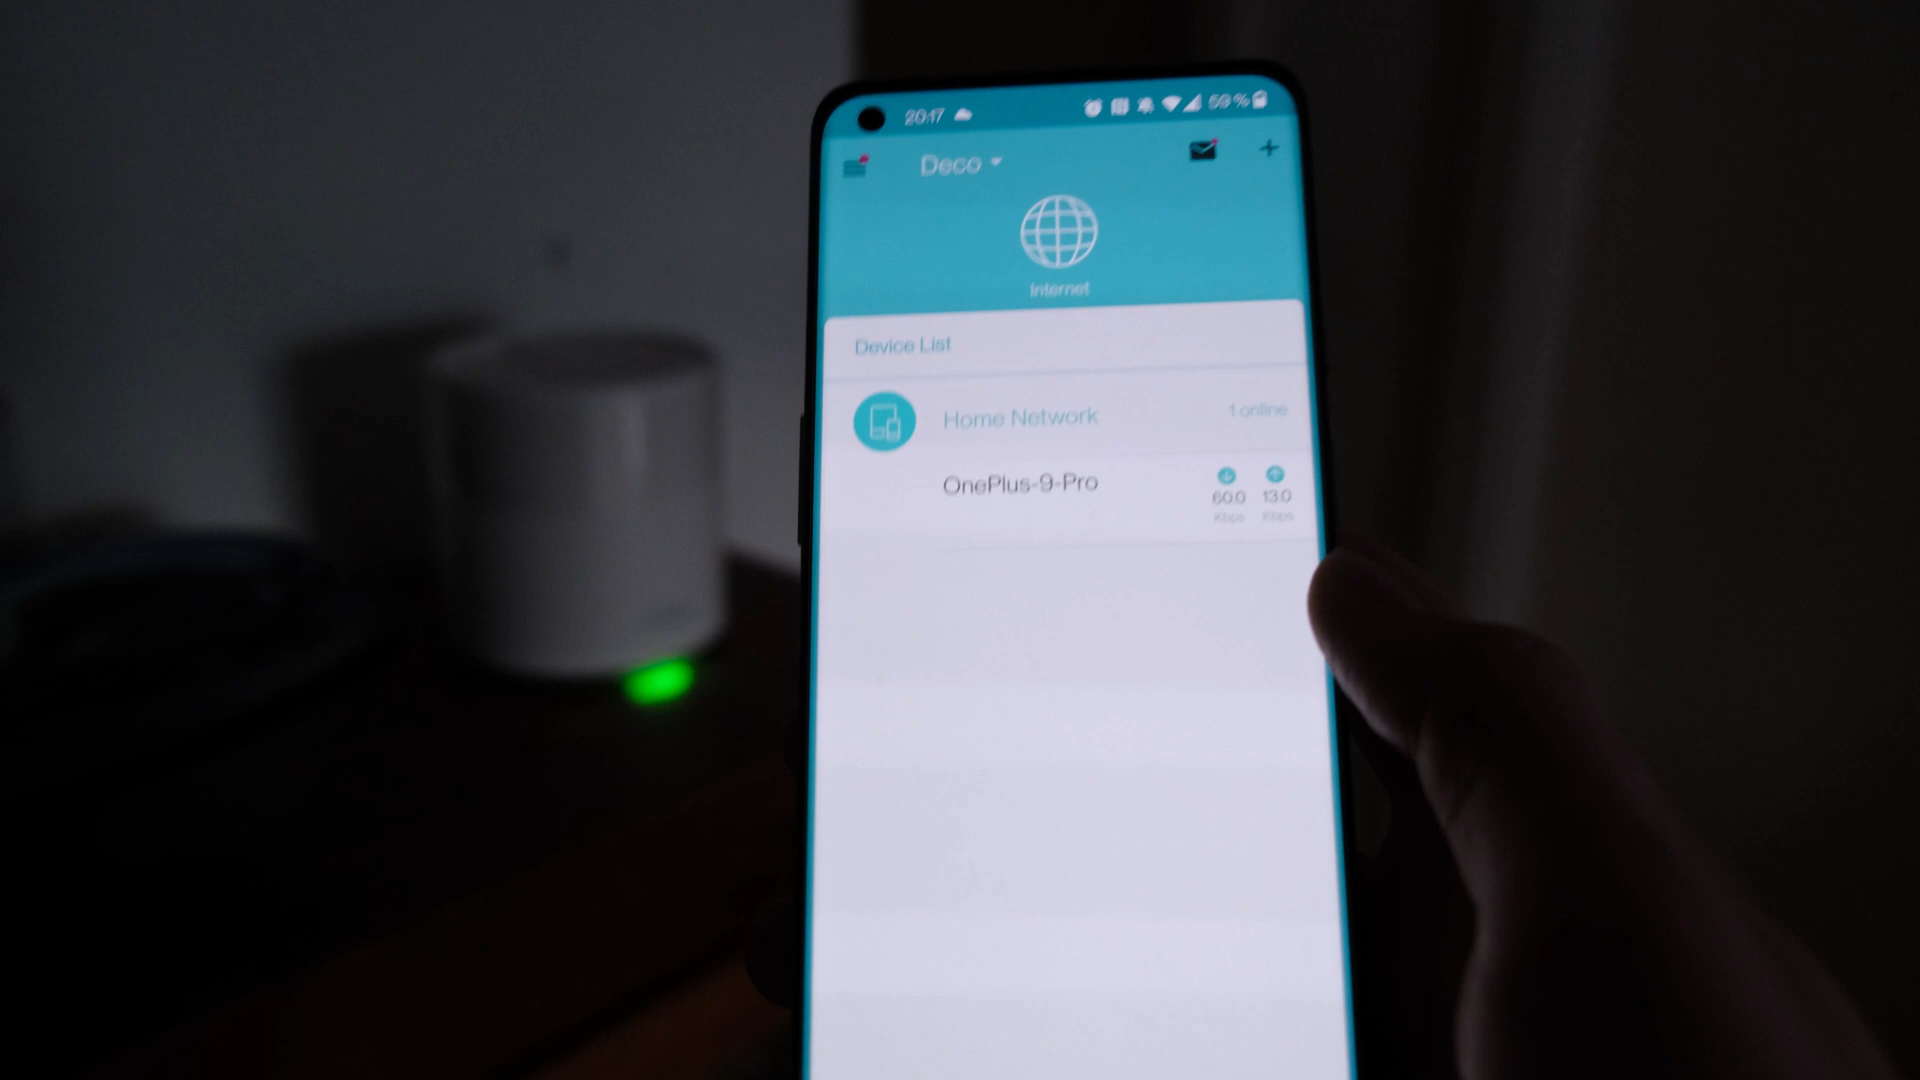 20:17 59%
Deco
Internet
Device List
Home Network 1 online
OnePlus-9-Pro
60.0 13.0
Kbps Kbps